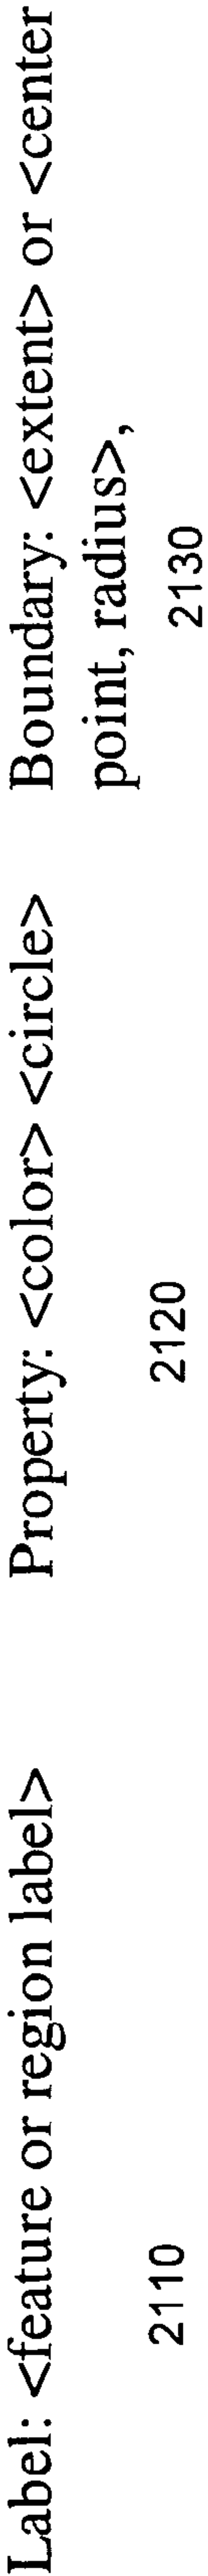 Label: <feature or region label>
2110
Property: <color> <circle>
2120
Boundary: <extent> or <center
point, radius>,
2130